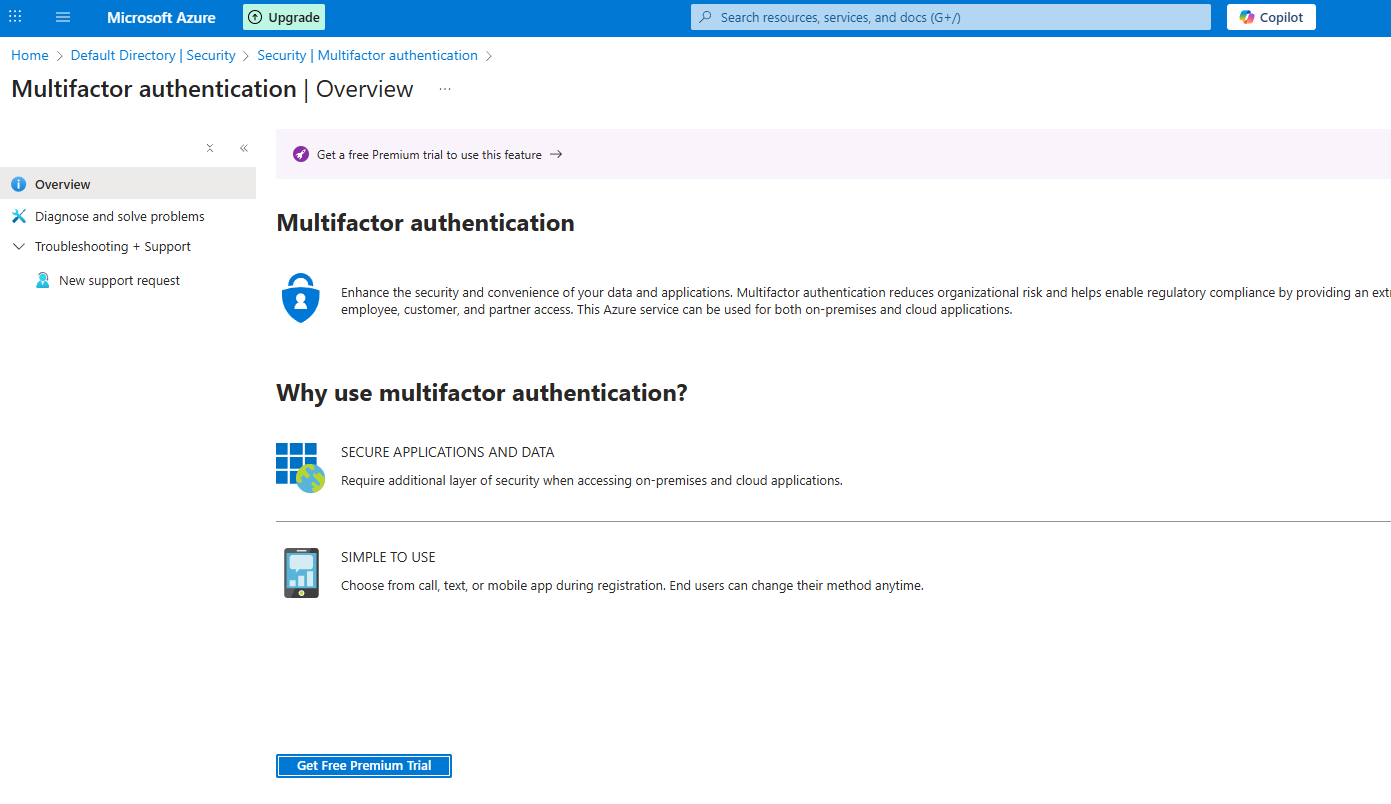 Microsoft Azure
Upgrade
Search resources, services, and docs (G+/)
Copilot
Home > Default Directory | Security > Security | Multifactor authentication >
Multifactor authentication | Overview ...
Get a free Premium trial to use this feature →
Overview
Diagnose and solve problems
Troubleshooting + Support
New support request
Multifactor authentication
Enhance the security and convenience of your data and applications. Multifactor authentication reduces organizational risk and helps enable regulatory compliance by providing an
employee, customer, and partner access. This Azure service can be used for both on-premises and cloud applications.
Why use multifactor authentication?
SECURE APPLICATIONS AND DATA
Require additional layer of security when accessing on-premises and cloud applications.
SIMPLE TO USE
Choose from call, text, or mobile app during registration. End users can change their method anytime.
Get Free Premium Trial